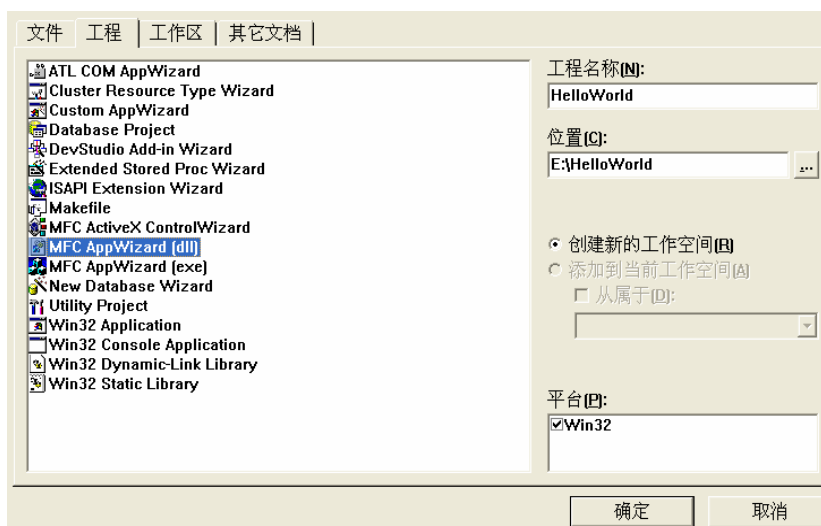 文件 工程 工作区 其它文档
ATL COM AppWizard
Cluster Resource Type Wizard
Custom AppWizard
Database Project
DevStudio Add-in Wizard
Extended Stored Proc Wizard
ISAPI Extension Wizard
Makefile
MFC ActiveX ControlWizard
MFC AppWizard (dll)
MFC AppWizard (exe)
New Database Wizard
Utility Project
Win32 Application
Win32 Console Application
Win32 Dynamic-Link Library
Win32 Static Library
工程名称(N):
HelloWorld
位置(C):
E:\HelloWorld
...
创建新的工作空间(R)
添加到当前工作空间(A)
从属于(D):
平台(P):
Win32
确定 取消